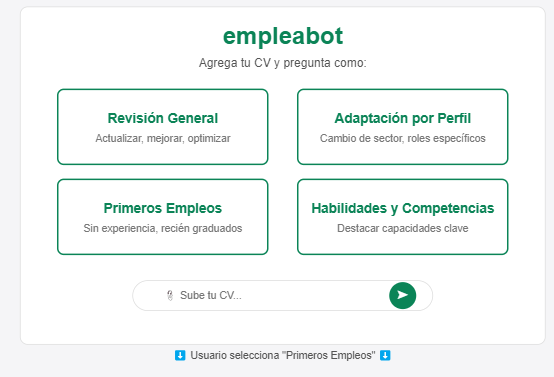 empleabot
Agrega tu CV y pregunta como:
Revisión General
Actualizar, mejorar, optimizar
Adaptación por Perfil
Cambio de sector, roles específicos
Primeros Empleos
Sin experiencia, recién graduados
Habilidades y Competencias
Destacar capacidades clave
Sube tu CV...
⬇️ Usuario selecciona "Primeros Empleos" ⬇️